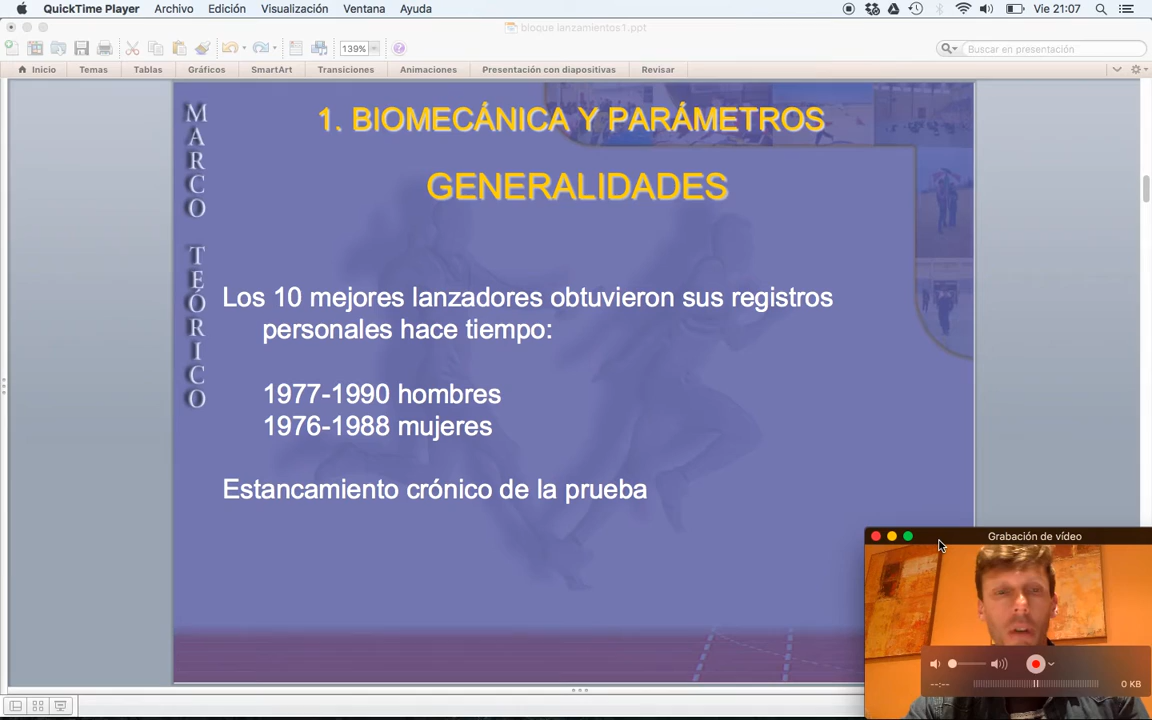 QuickTime Player Archivo Edición Visualización Ventana Ayuda Vie 21:07
bloque lanzamientos1.ppt
139% Buscar en presentación
Inicio Temas Tablas Gráficos SmartArt Transiciones Animaciones Presentación con diapositivas Revisar
MARCO TEÓRICO
1. BIOMECÁNICA Y PARÁMETROS
GENERALIDADES
Los 10 mejores lanzadores obtuvieron sus registros
personales hace tiempo:
1977-1990 hombres
1976-1988 mujeres
Estancamiento crónico de la prueba
Grabación de vídeo
--:-- 0 KB